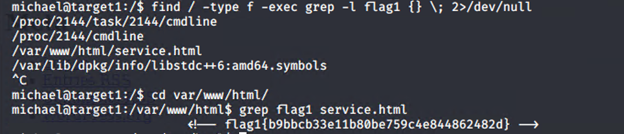 michael@target1:/$ find / -type f -exec grep -l flag1 {} \; 2>/dev/null
/proc/2144/task/2144/cmdline
/proc/2144/cmdline
/var/www/html/service.html
/var/lib/dpkg/info/libstdc++6:amd64.symbols
^C
michael@target1:/$ cd var/www/html/
michael@target1:/var/www/html$ grep flag1 service.html
<!-- flag1{b9bbcb33e11b80be759c4e844862482d} -->